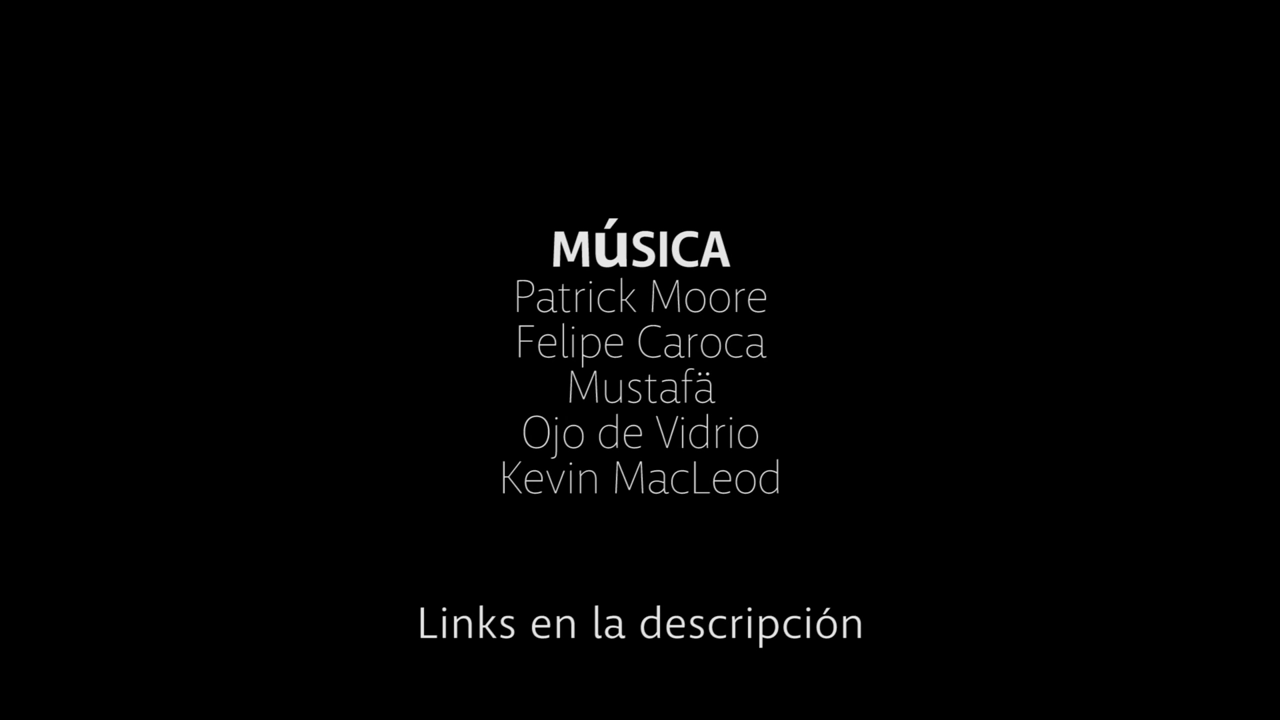 MúSICA
Patrick Moore
Felipe Caroca
Mustafä
Ojo de Vidrio
Kevin MacLeod
Links en la descripción